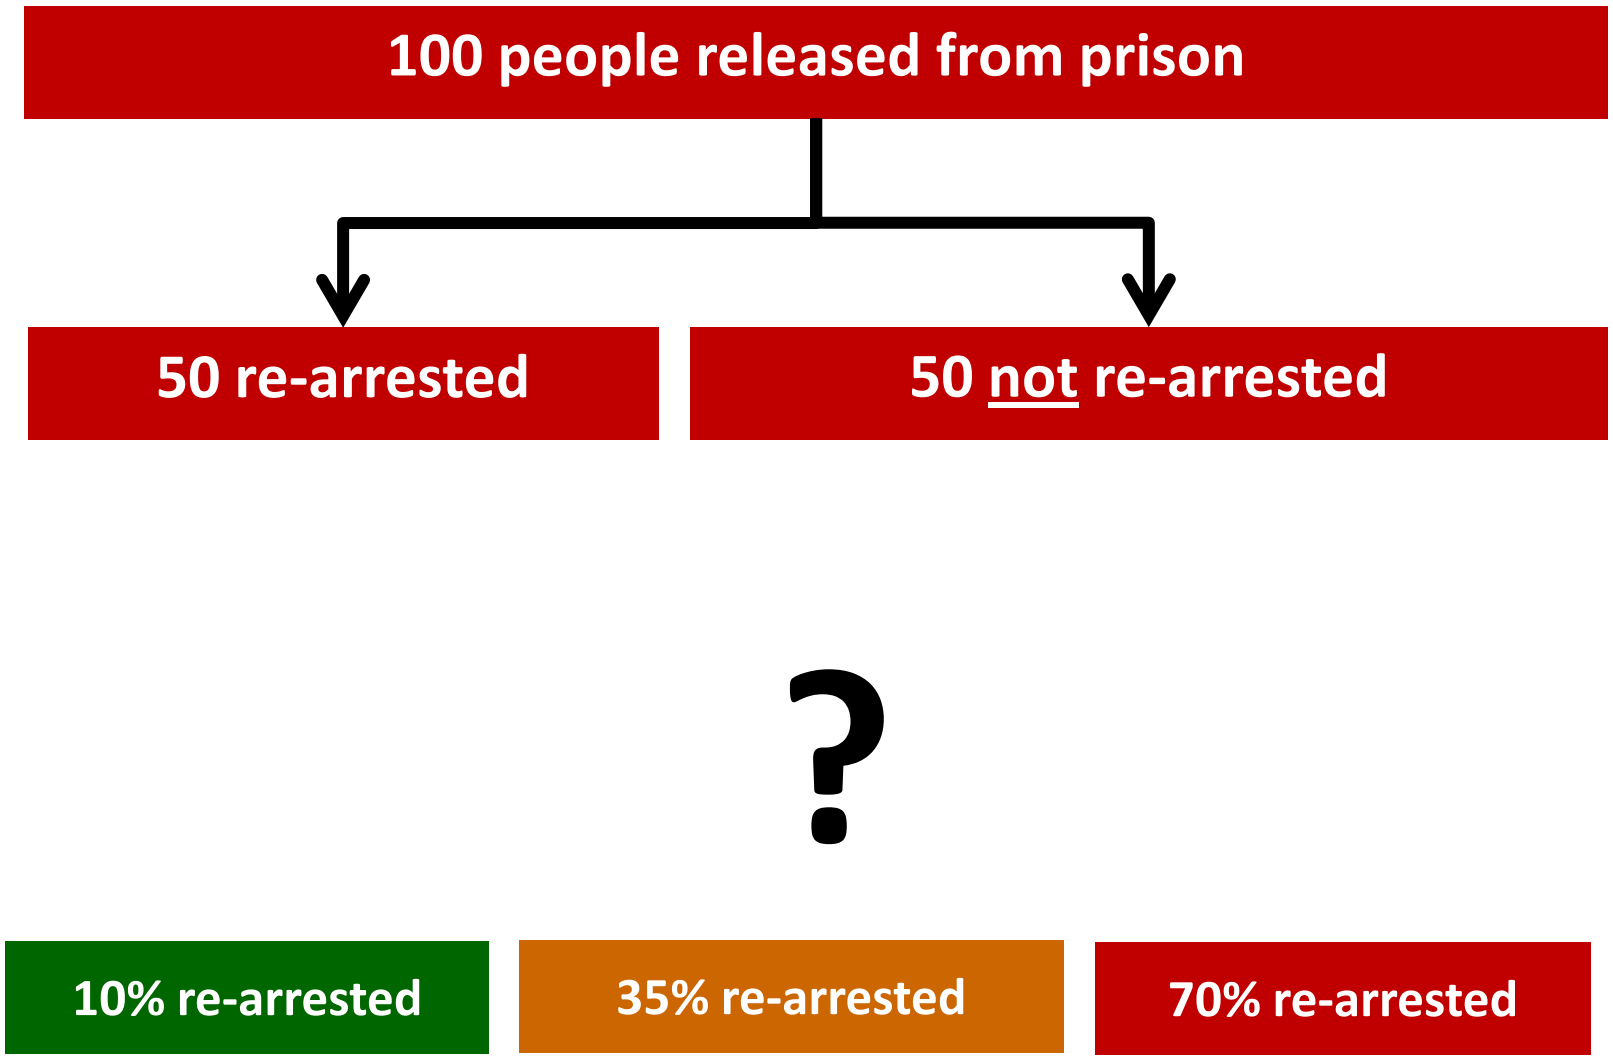 100 people released from prison
50 re-arrested
50 not re-arrested
?
10% re-arrested
35% re-arrested
70% re-arrested